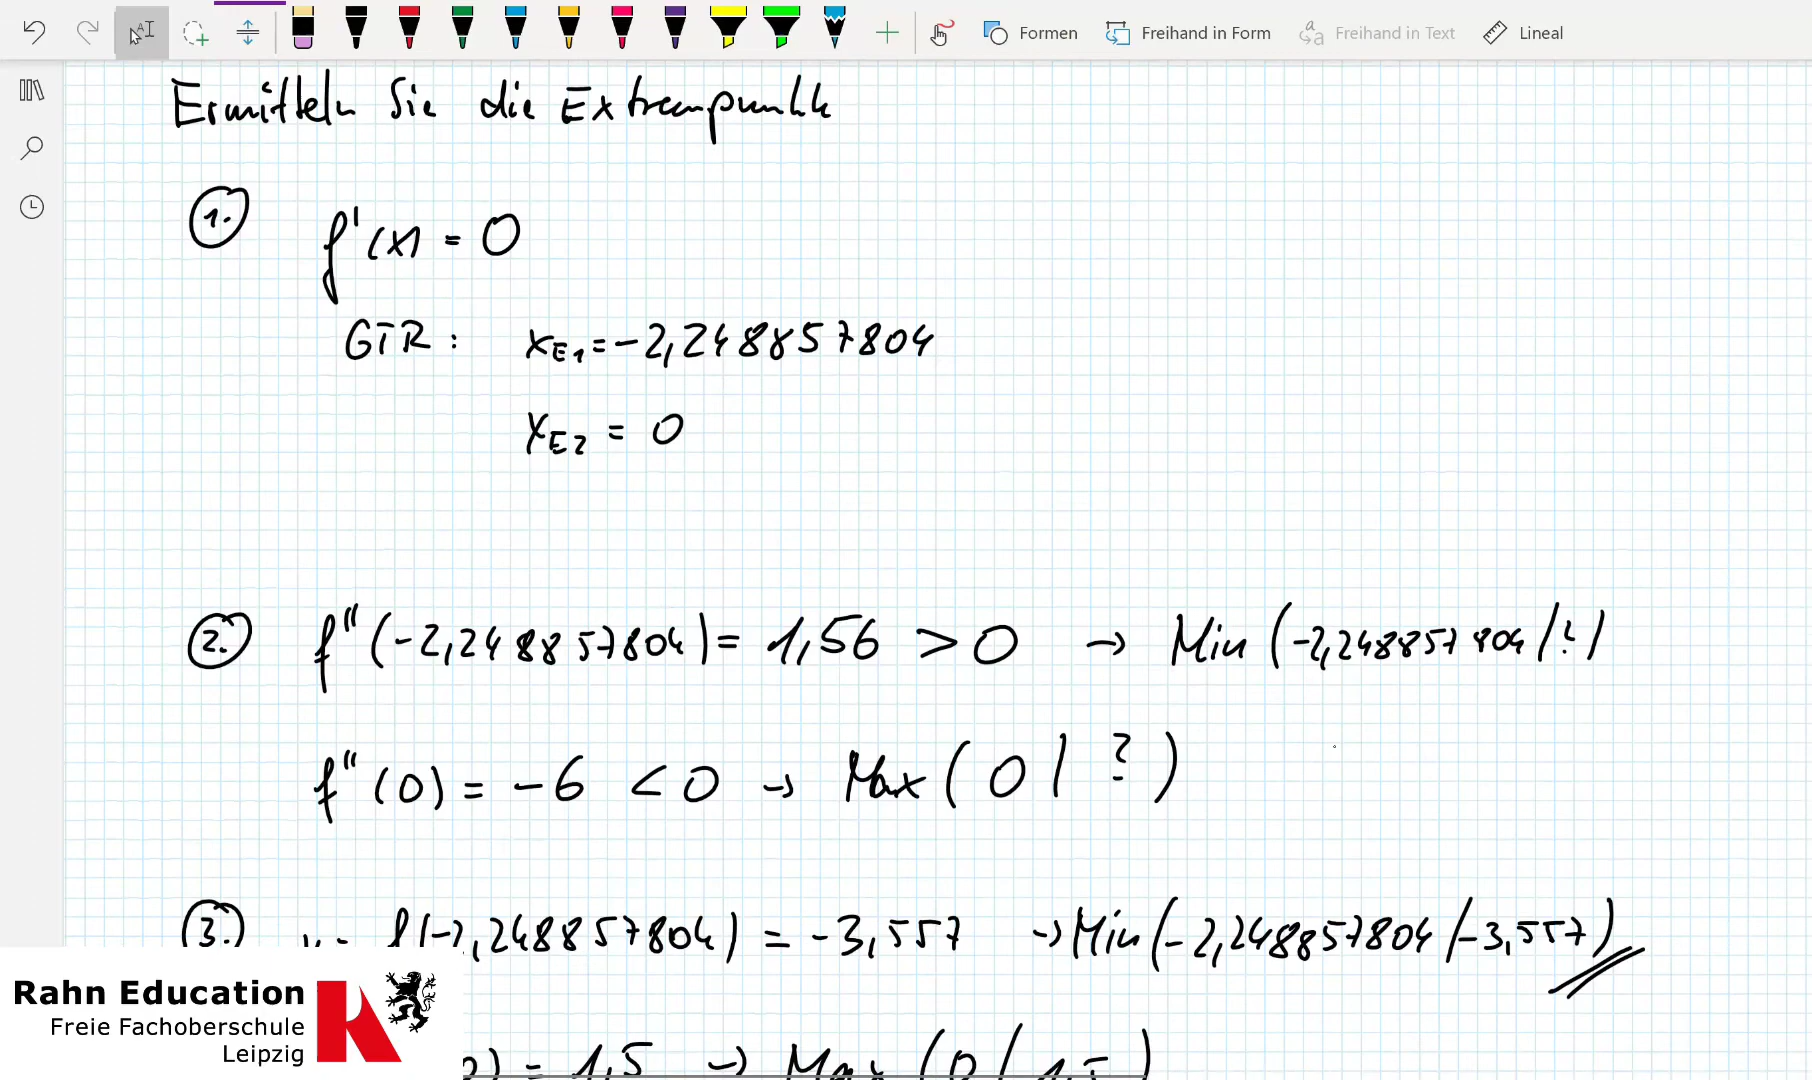 Formen Freihand in Form Freihand in Text Lineal
Ermitteln Sie die Extrempunkte
1. f'(x) = 0
GTR: xE1 = -2,248857804
xE2 = 0
2. f''(-2,248857804) = 1,56 > 0 → Min (-2,248857804/?)
f''(0) = -6 < 0 → Max (0 | ?)
3. f(-2,248857804) = -3,557 → Min (-2,248857804/-3,557)
Rahn Education
Freie Fachoberschule
Leipzig
0) = 1,5 → Max (0 / 1,5)